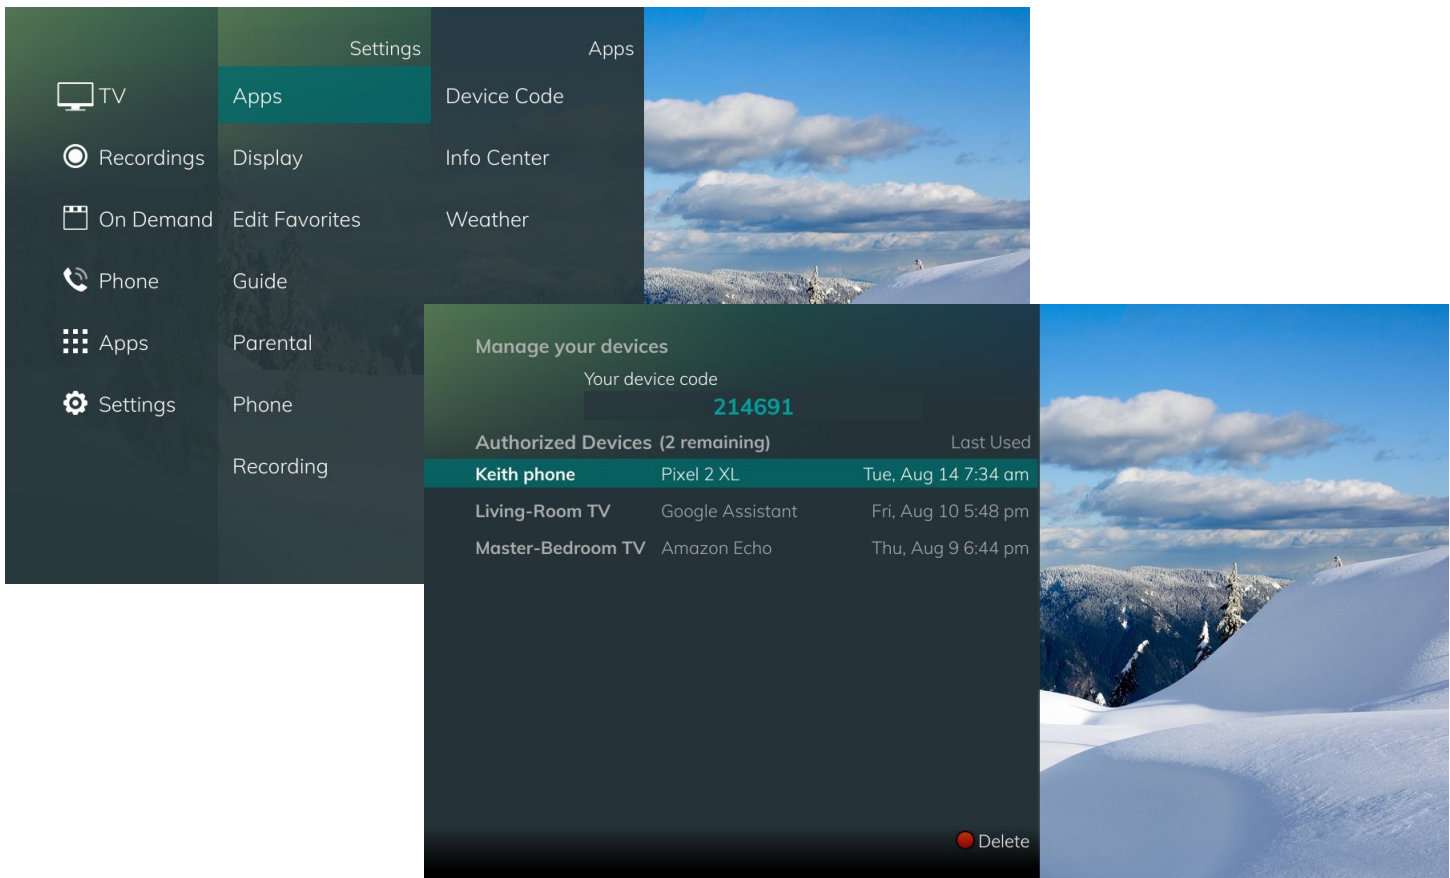 Settings
Apps
TV
Apps
Device Code
Recordings
Display
Info Center
On Demand
Edit Favorites
Weather
Phone
Guide
Apps
Parental
Settings
Phone
Recording
Manage your devices
Your device code
214691
Authorized Devices (2 remaining) Last Used
Keith phone Pixel 2 XL Tue, Aug 14 7:34 am
Living-Room TV Google Assistant Fri, Aug 10 5:48 pm
Master-Bedroom TV Amazon Echo Thu, Aug 9 6:44 pm
Delete